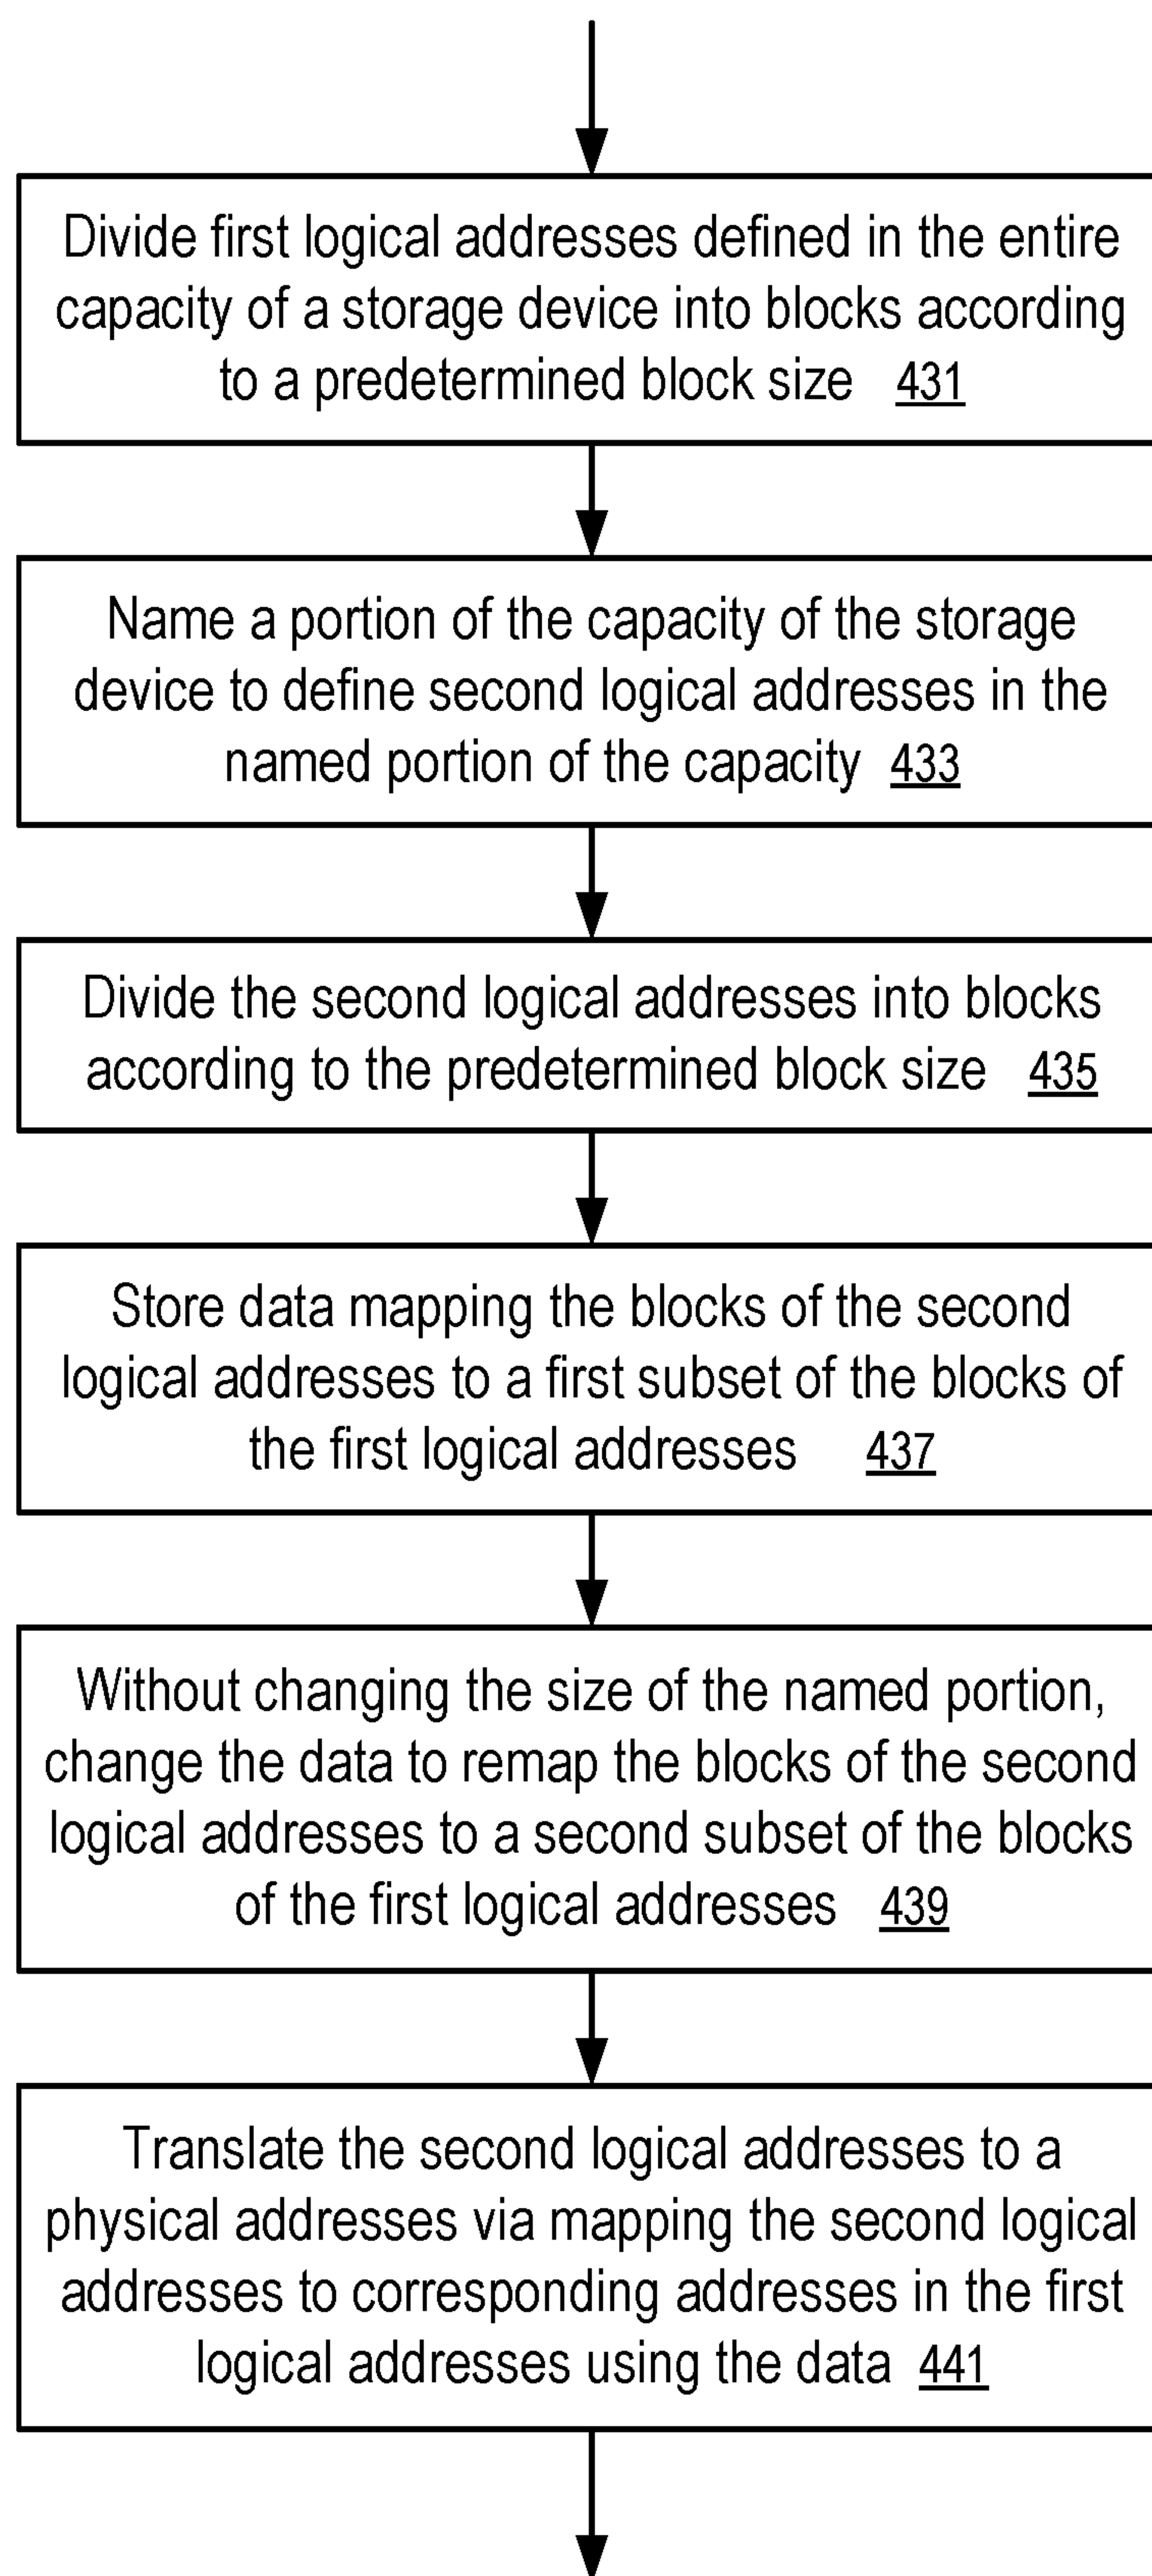 Divide first logical addresses defined in the entire
capacity of a storage device into blocks according
to a predetermined block size 431
Name a portion of the capacity of the storage
device to define second logical addresses in the
named portion of the capacity 433
Divide the second logical addresses into blocks
according to the predetermined block size 435
Store data mapping the blocks of the second
logical addresses to a first subset of the blocks of
the first logical addresses 437
Without changing the size of the named portion,
change the data to remap the blocks of the second
logical addresses to a second subset of the blocks
of the first logical addresses 439
Translate the second logical addresses to a
physical addresses via mapping the second logical
addresses to corresponding addresses in the first
logical addresses using the data 441